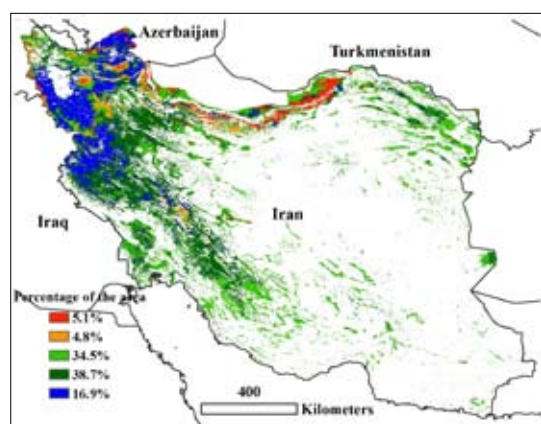 Azerbaijan
Turkmenistan
Iraq
Iran
Percentage of the area
5.1%
4.8%
34.5%
38.7%
16.9%
400
Kilometers